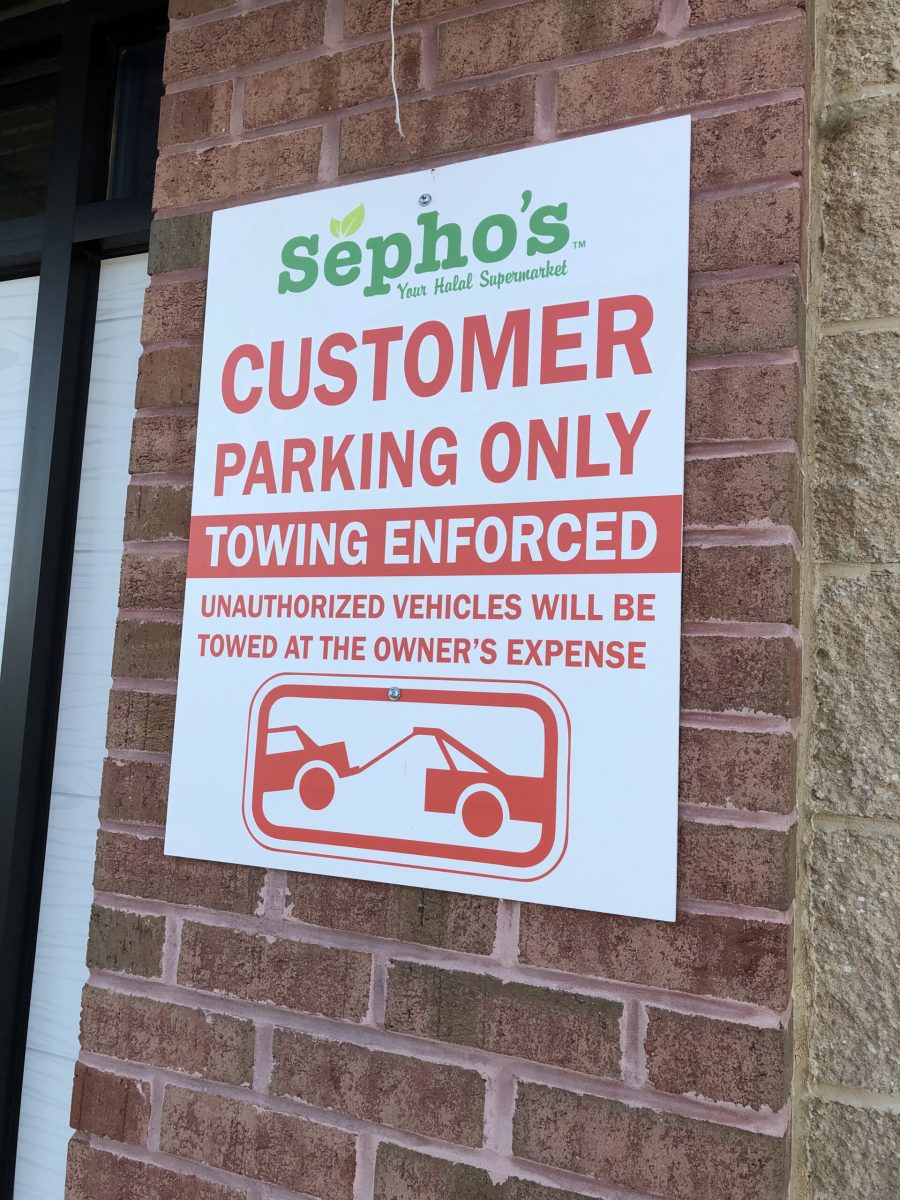 Sepho's™
Your Halal Supermarket
CUSTOMER
PARKING ONLY
TOWING ENFORCED
UNAUTHORIZED VEHICLES WILL BE
TOWED AT THE OWNER'S EXPENSE